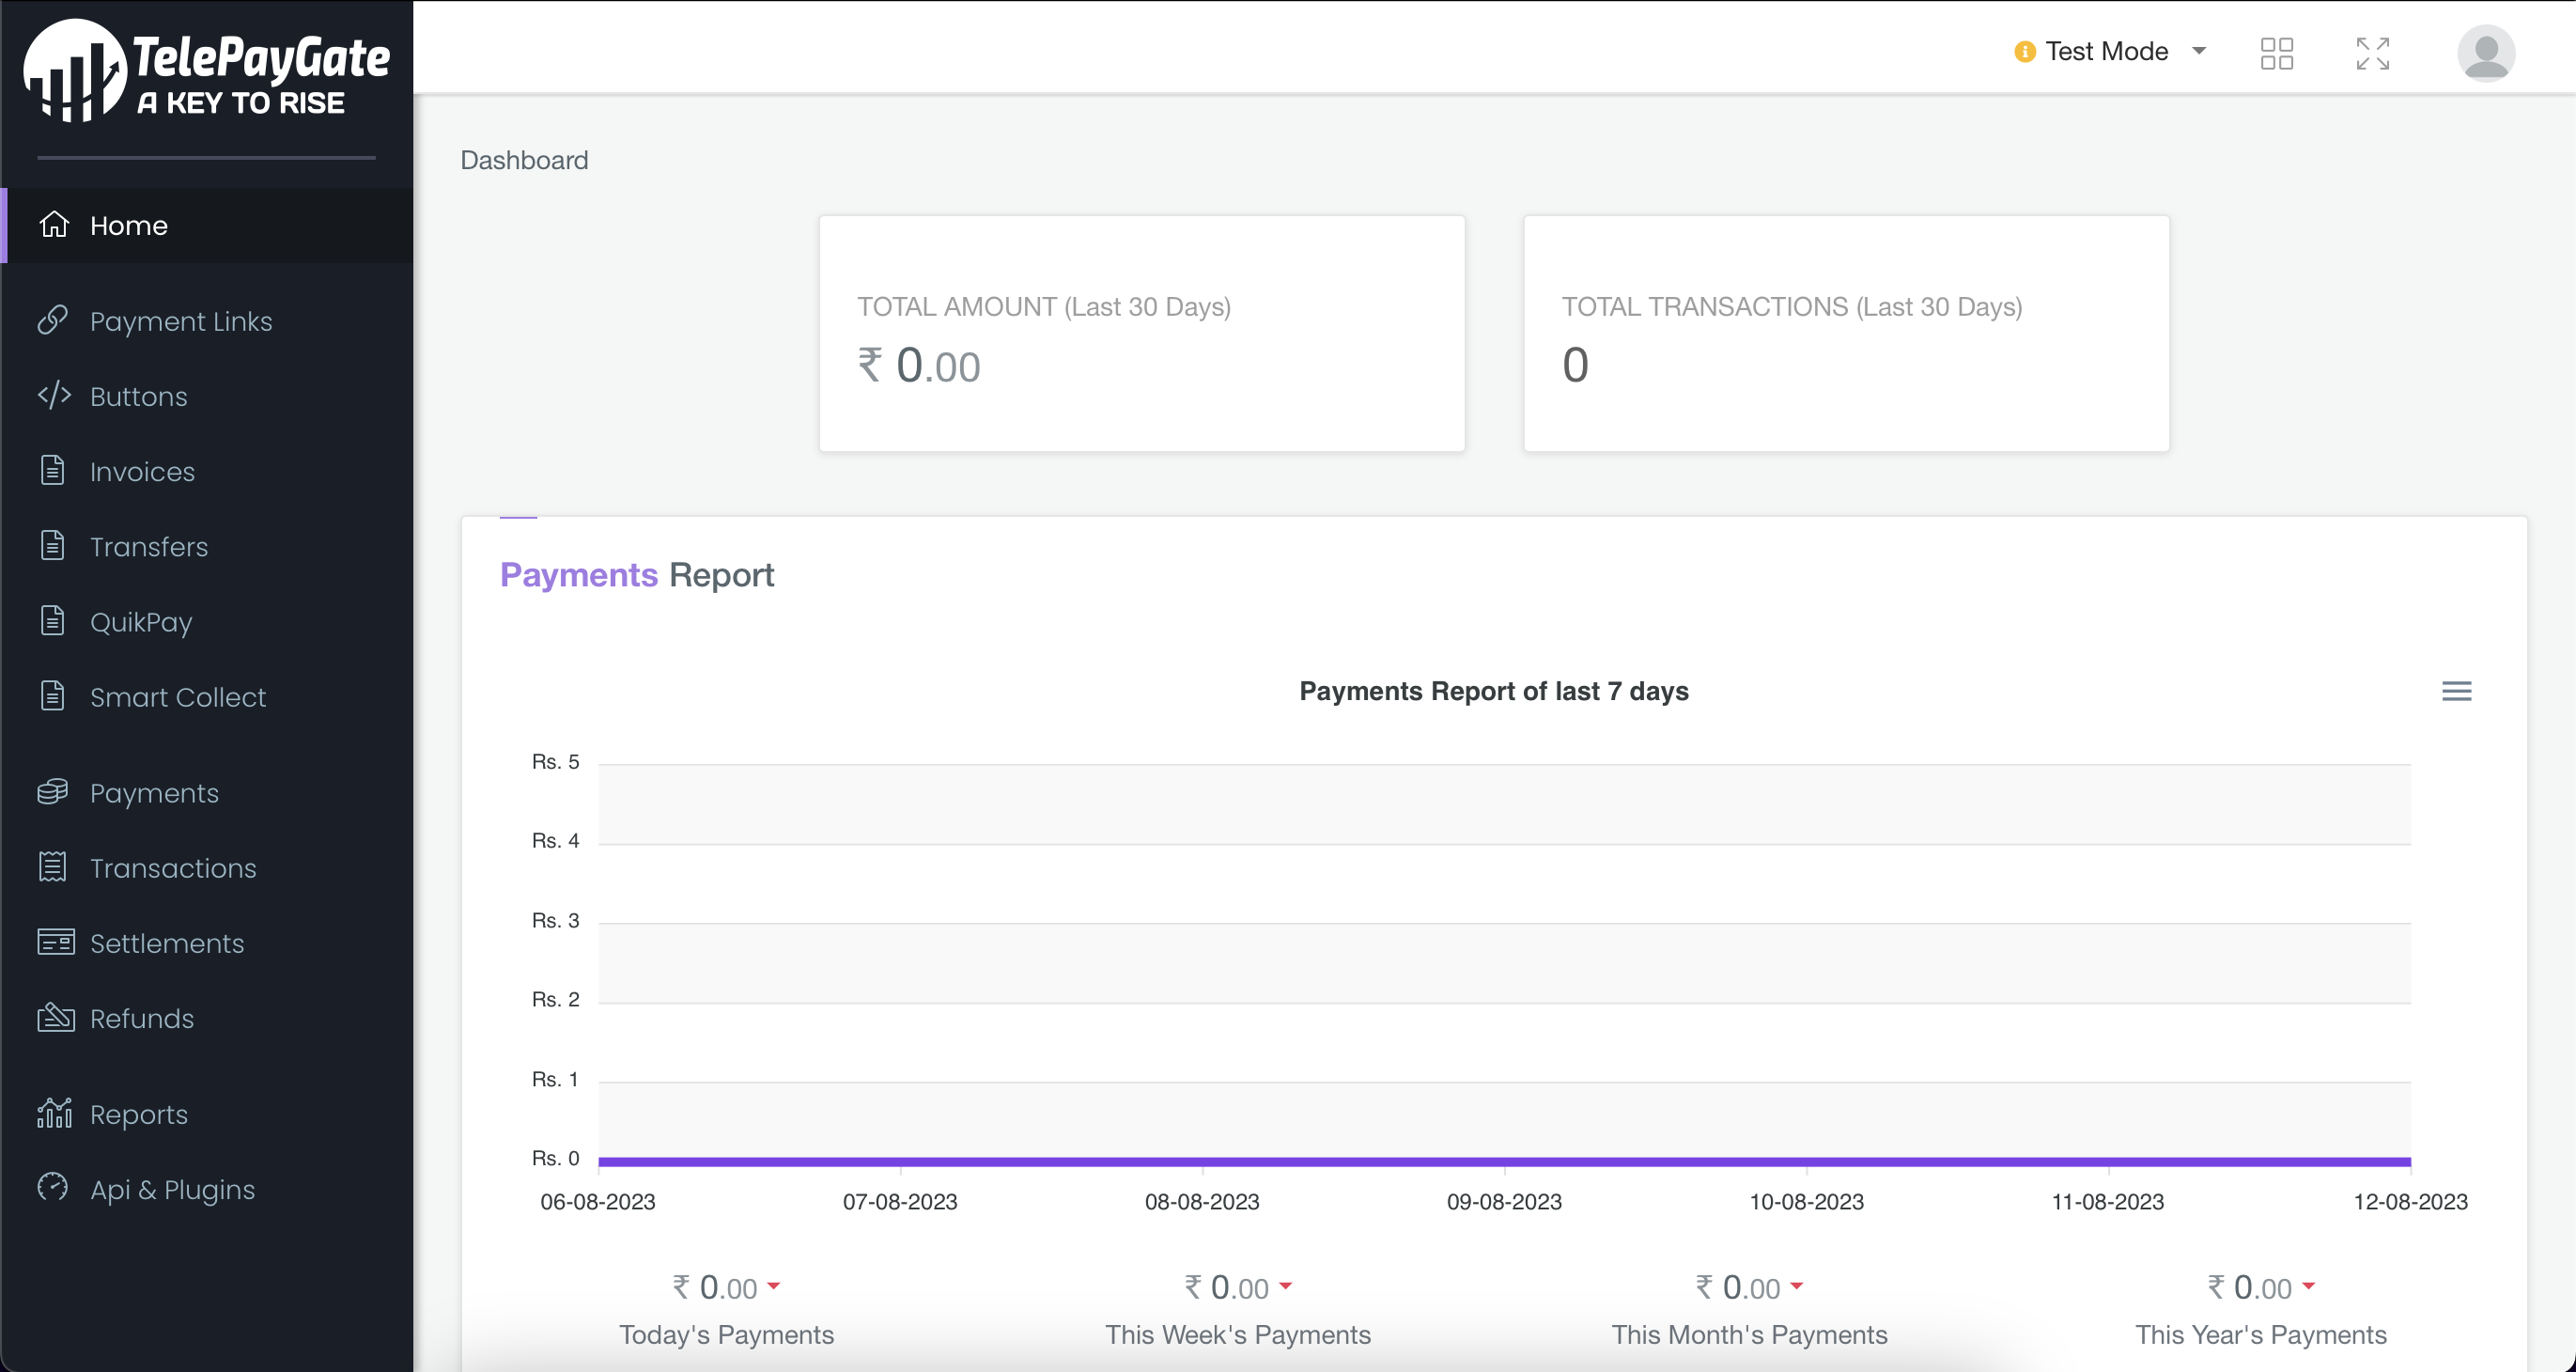 TelePayGate
A KEY TO RISE
Test Mode
Home
Payment Links
Buttons
Invoices
Transfers
QuikPay
Smart Collect
Payments
Transactions
Settlements
Refunds
Reports
Api & Plugins
Dashboard
TOTAL AMOUNT (Last 30 Days)
₹ 0.00
TOTAL TRANSACTIONS (Last 30 Days)
0
Payments Report
Payments Report of last 7 days
Rs. 5
Rs. 4
Rs. 3
Rs. 2
Rs. 1
Rs. 0
06-08-2023 07-08-2023 08-08-2023 09-08-2023 10-08-2023 11-08-2023 12-08-2023
₹ 0.00 ₹ 0.00 ₹ 0.00 ₹ 0.00
Today's Payments This Week's Payments This Month's Payments This Year's Payments